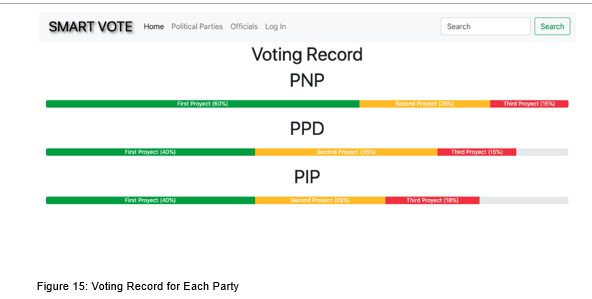 SMART VOTE Home Political Parties Officials Log In Search Search
Voting Record
PNP
First Proyect (60%) Second Proyect (25%) Third Proyect (15%)
PPD
First Proyect (40%) Second Proyect (35%) Third Proyect (15%)
PIP
First Proyect (40%) Second Proyect (25%) Third Proyect (18%)
Figure 15: Voting Record for Each Party